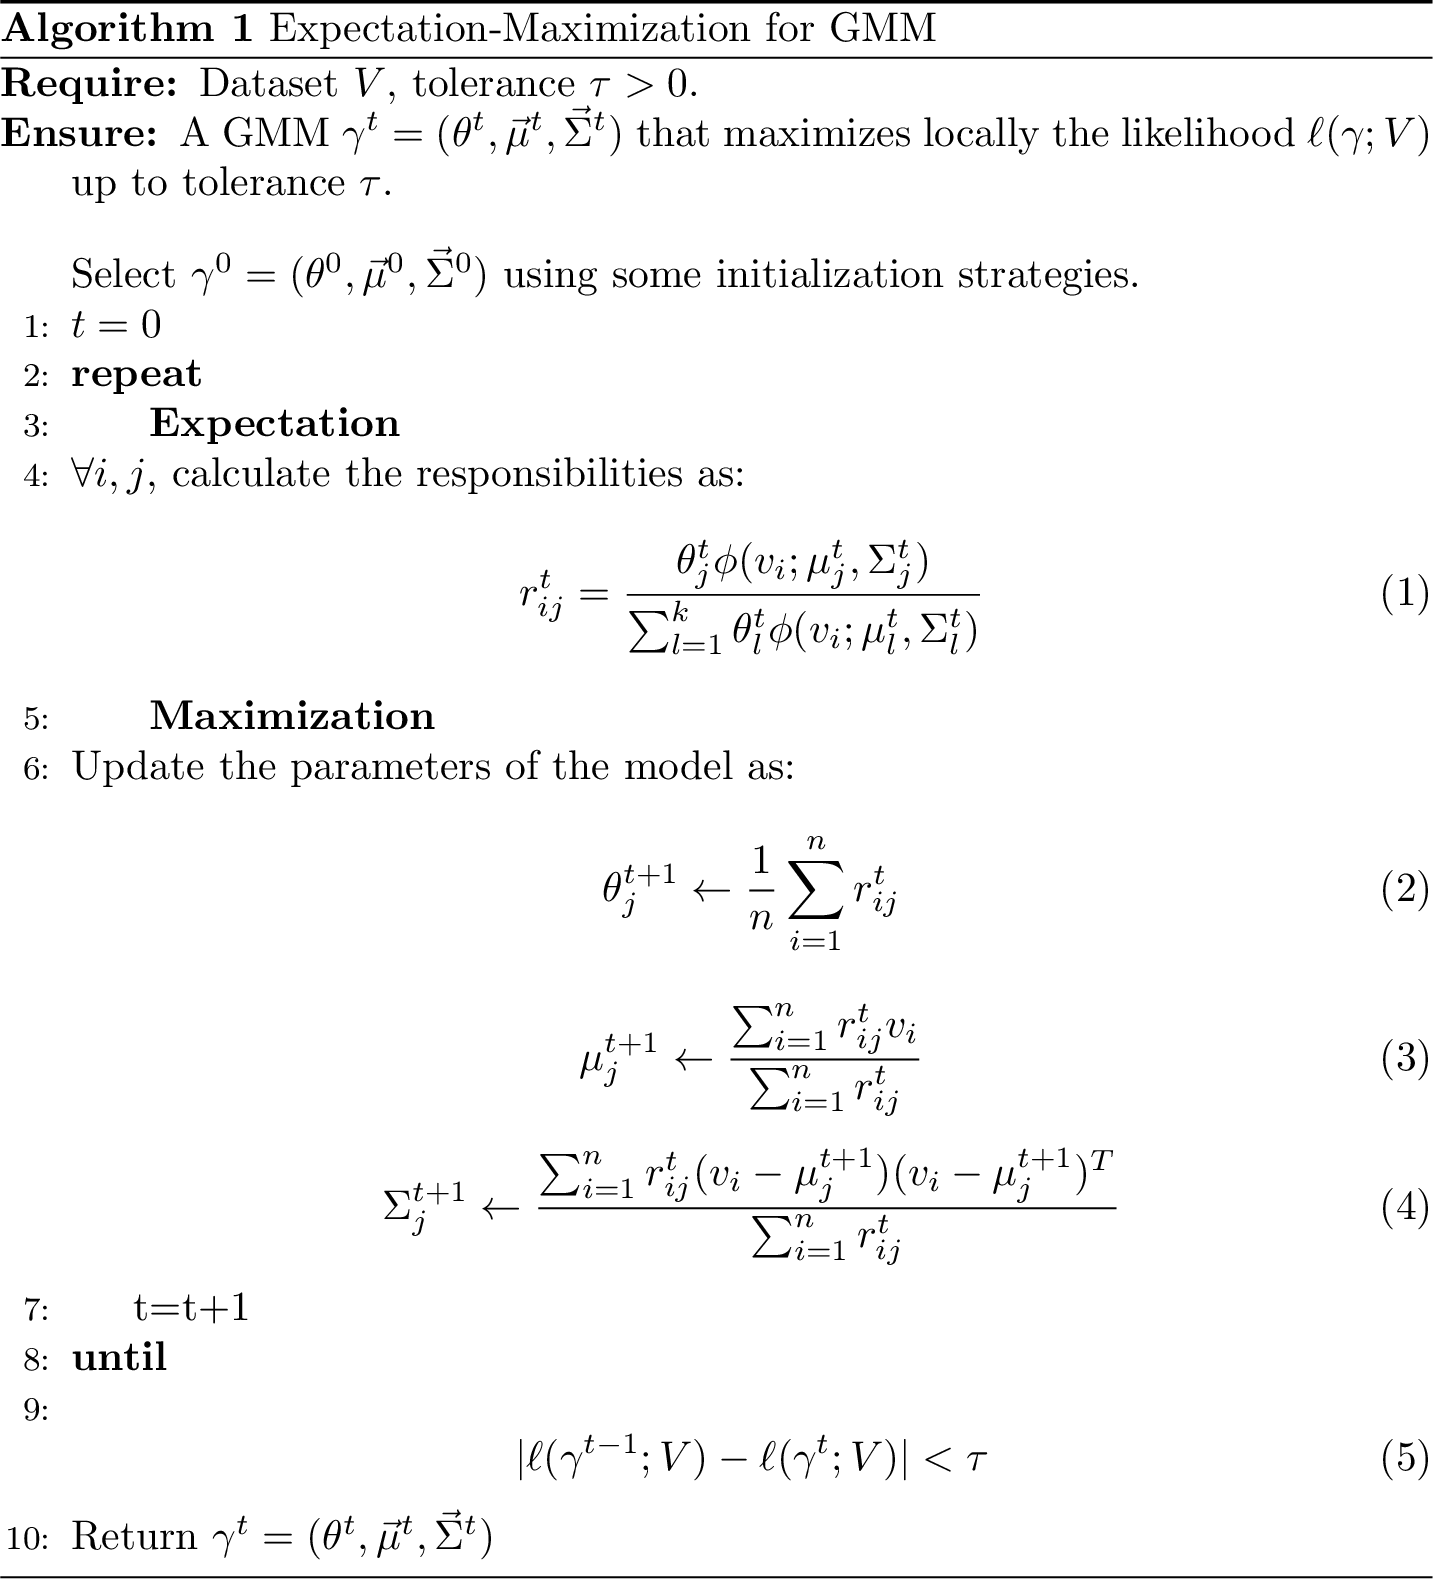 Algorithm 1 Expectation-Maximization for GMM
Require: Dataset $V$, tolerance $\tau > 0$.
Ensure: A GMM $\gamma^t = (\theta^t, \vec{\mu}^t, \vec{\Sigma}^t)$ that maximizes locally the likelihood $\ell(\gamma; V)$
up to tolerance $\tau$.
Select $\gamma^0 = (\theta^0, \vec{\mu}^0, \vec{\Sigma}^0)$ using some initialization strategies.
1: $t = 0$
2: repeat
3: Expectation
4: $\forall i, j$, calculate the responsibilities as:
$r_{ij}^t = \frac{\theta_j^t \phi(v_i; \mu_j^t, \Sigma_j^t)}{\sum_{l=1}^k \theta_l^t \phi(v_i; \mu_l^t, \Sigma_l^t)}$ (1)
5: Maximization
6: Update the parameters of the model as:
$\theta_j^{t+1} \leftarrow \frac{1}{n} \sum_{i=1}^n r_{ij}^t$ (2)
$\mu_j^{t+1} \leftarrow \frac{\sum_{i=1}^n r_{ij}^t v_i}{\sum_{i=1}^n r_{ij}^t}$ (3)
$\Sigma_j^{t+1} \leftarrow \frac{\sum_{i=1}^n r_{ij}^t (v_i - \mu_j^{t+1})(v_i - \mu_j^{t+1})^T}{\sum_{i=1}^n r_{ij}^t}$ (4)
7: t=t+1
8: until
9:
$|\ell(\gamma^{t-1}; V) - \ell(\gamma^t; V)| < \tau$ (5)
10: Return $\gamma^t = (\theta^t, \vec{\mu}^t, \vec{\Sigma}^t)$